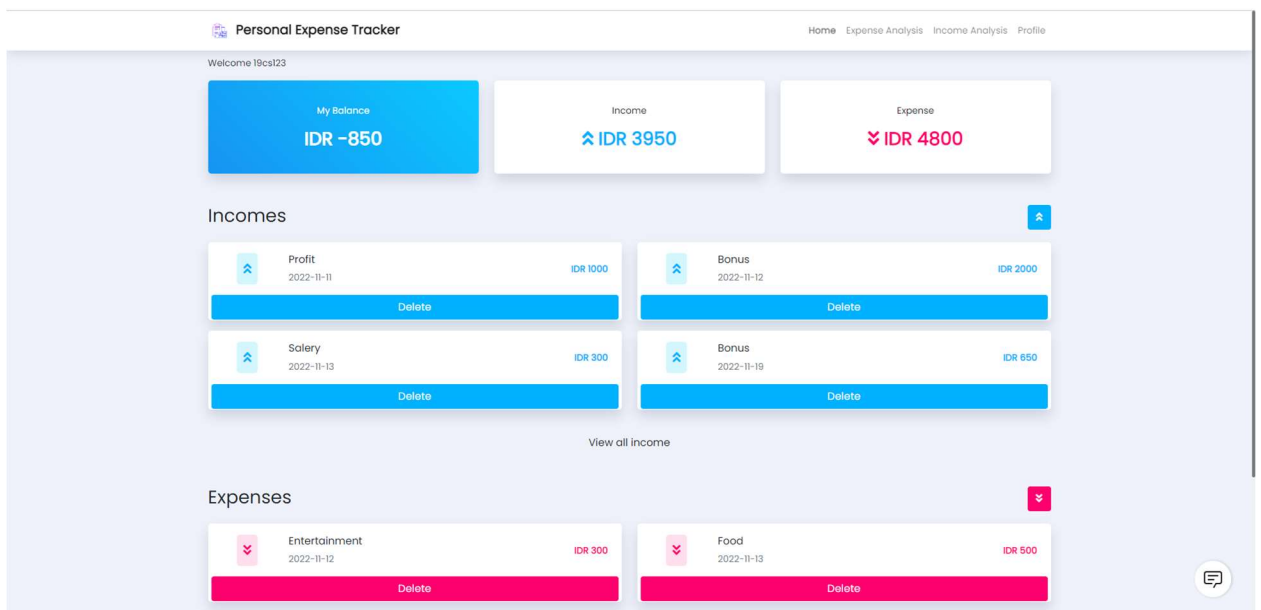 Personal Expense Tracker
Home Expense Analysis Income Analysis Profile
Welcome 19cs123
My Balance
IDR -850
Income
IDR 3950
Expense
IDR 4800
Incomes
Profit
2022-11-11
IDR 1000
Delete
Bonus
2022-11-12
IDR 2000
Delete
Salery
2022-11-13
IDR 300
Delete
Bonus
2022-11-19
IDR 650
Delete
View all income
Expenses
Entertainment
2022-11-12
IDR 300
Delete
Food
2022-11-13
IDR 500
Delete